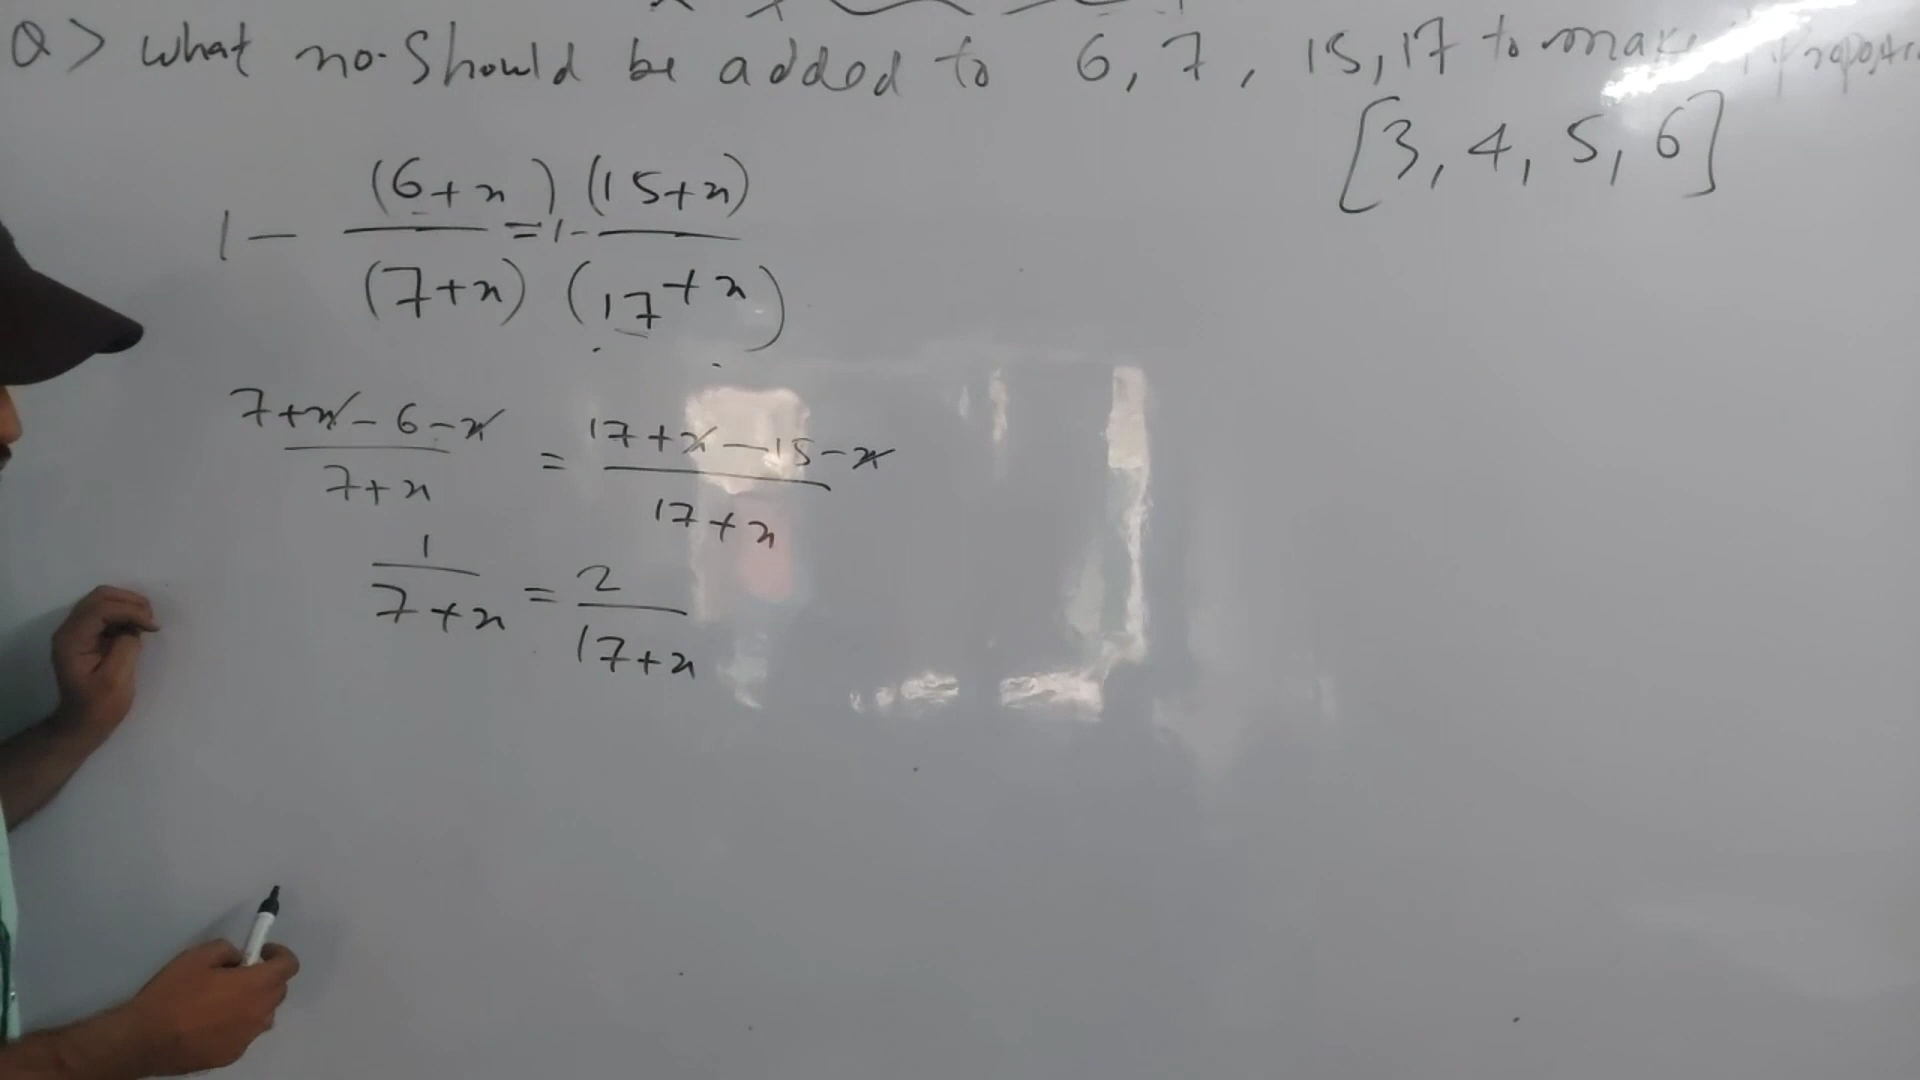 Q> What no. Should be added to 6, 7, 15, 17 to make it proportion
[3, 4, 5, 6]
1 - (6+x)/(7+x) = 1 - (15+x)/(17+x)
(7+x-6-x)/(7+x) = (17+x-15-x)/(17+x)
1/(7+x) = 2/(17+x)